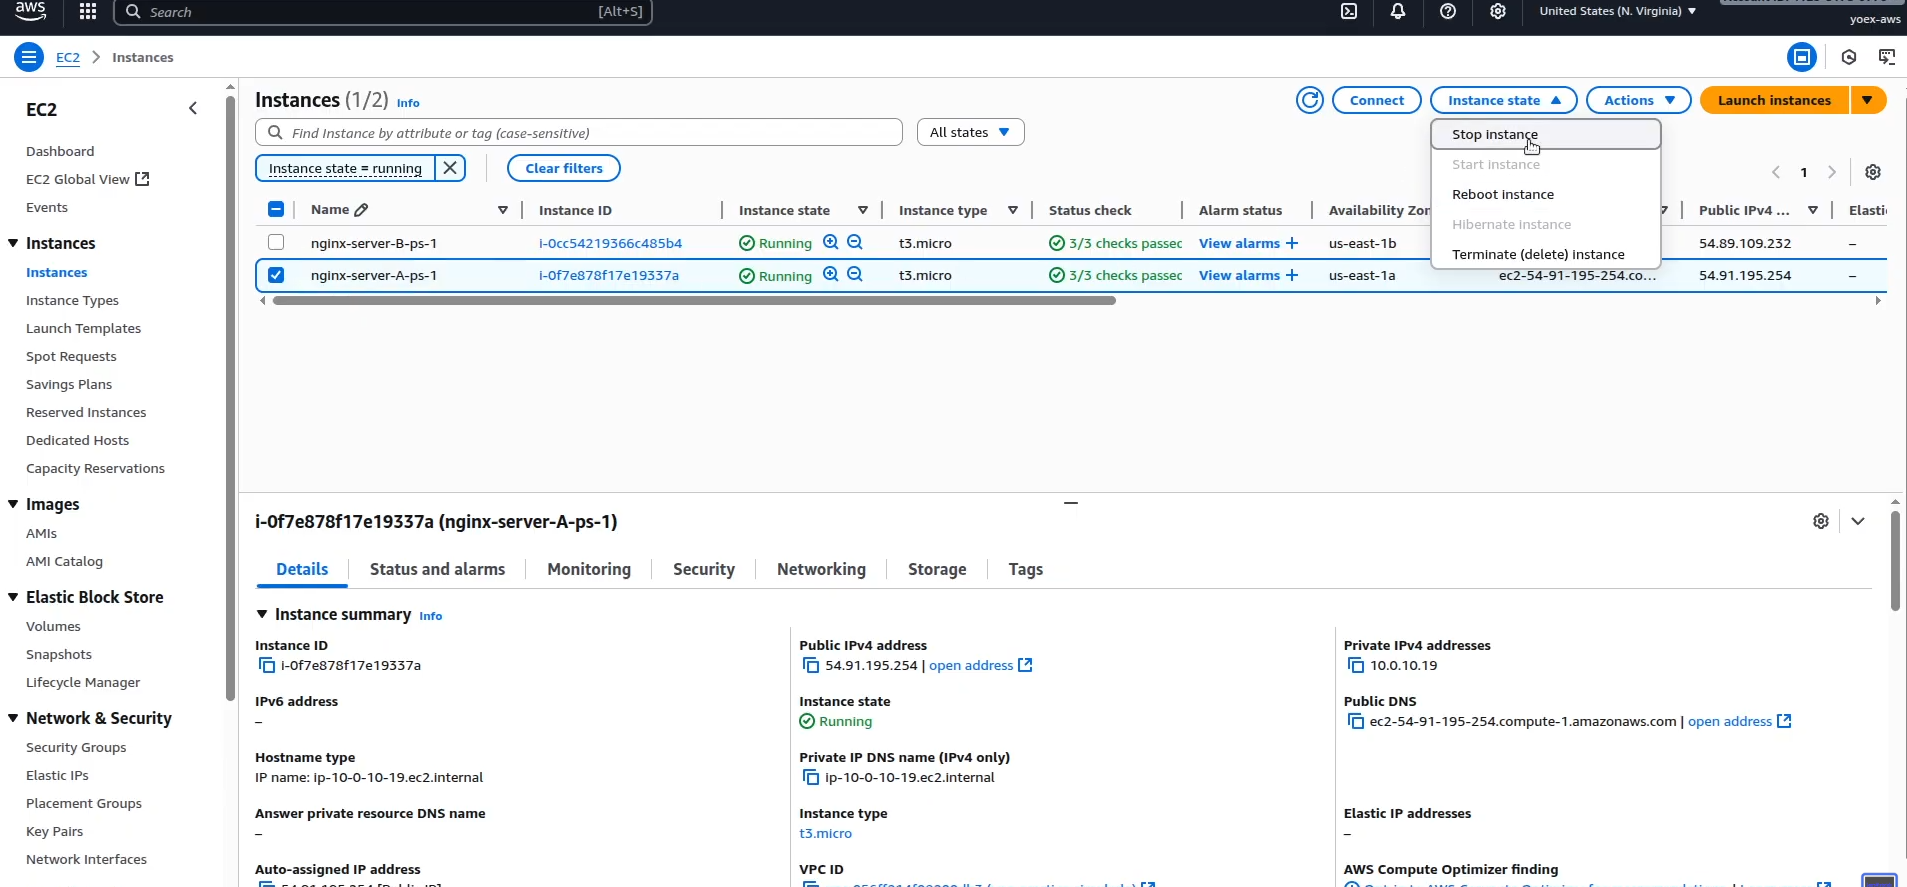 aws
Search
[Alt+S]
United States (N. Virginia)
yoex-aws
EC2
Instances
EC2
Dashboard
EC2 Global View
Events
Instances
Instances
Instance Types
Launch Templates
Spot Requests
Savings Plans
Reserved Instances
Dedicated Hosts
Capacity Reservations
Images
AMIs
AMI Catalog
Elastic Block Store
Volumes
Snapshots
Lifecycle Manager
Network & Security
Security Groups
Elastic IPs
Placement Groups
Key Pairs
Network Interfaces
Instances (1/2) Info
Connect
Instance state
Actions
Launch instances
Find Instance by attribute or tag (case-sensitive)
All states
Instance state = running
Clear filters
1
Stop instance
Start instance
Reboot instance
Hibernate instance
Terminate (delete) instance
Name Instance ID Instance state Instance type Status check Alarm status Availability Zon Public IPv4 ... Elasti
nginx-server-B-ps-1 i-0cc54219366c485b4 Running t3.micro 3/3 checks passed View alarms + us-east-1b 54.89.109.232 –
nginx-server-A-ps-1 i-0f7e878f17e19337a Running t3.micro 3/3 checks passed View alarms + us-east-1a ec2-54-91-195-254.co... 54.91.195.254 –
i-0f7e878f17e19337a (nginx-server-A-ps-1)
Details
Status and alarms
Monitoring
Security
Networking
Storage
Tags
Instance summary Info
Instance ID
i-0f7e878f17e19337a
IPv6 address
–
Hostname type
IP name: ip-10-0-10-19.ec2.internal
Answer private resource DNS name
–
Auto-assigned IP address
54.91.195.254 [Public IP]
Public IPv4 address
54.91.195.254 | open address
Instance state
Running
Private IP DNS name (IPv4 only)
ip-10-0-10-19.ec2.internal
Instance type
t3.micro
VPC ID
Private IPv4 addresses
10.0.10.19
Public DNS
ec2-54-91-195-254.compute-1.amazonaws.com | open address
Elastic IP addresses
–
AWS Compute Optimizer finding